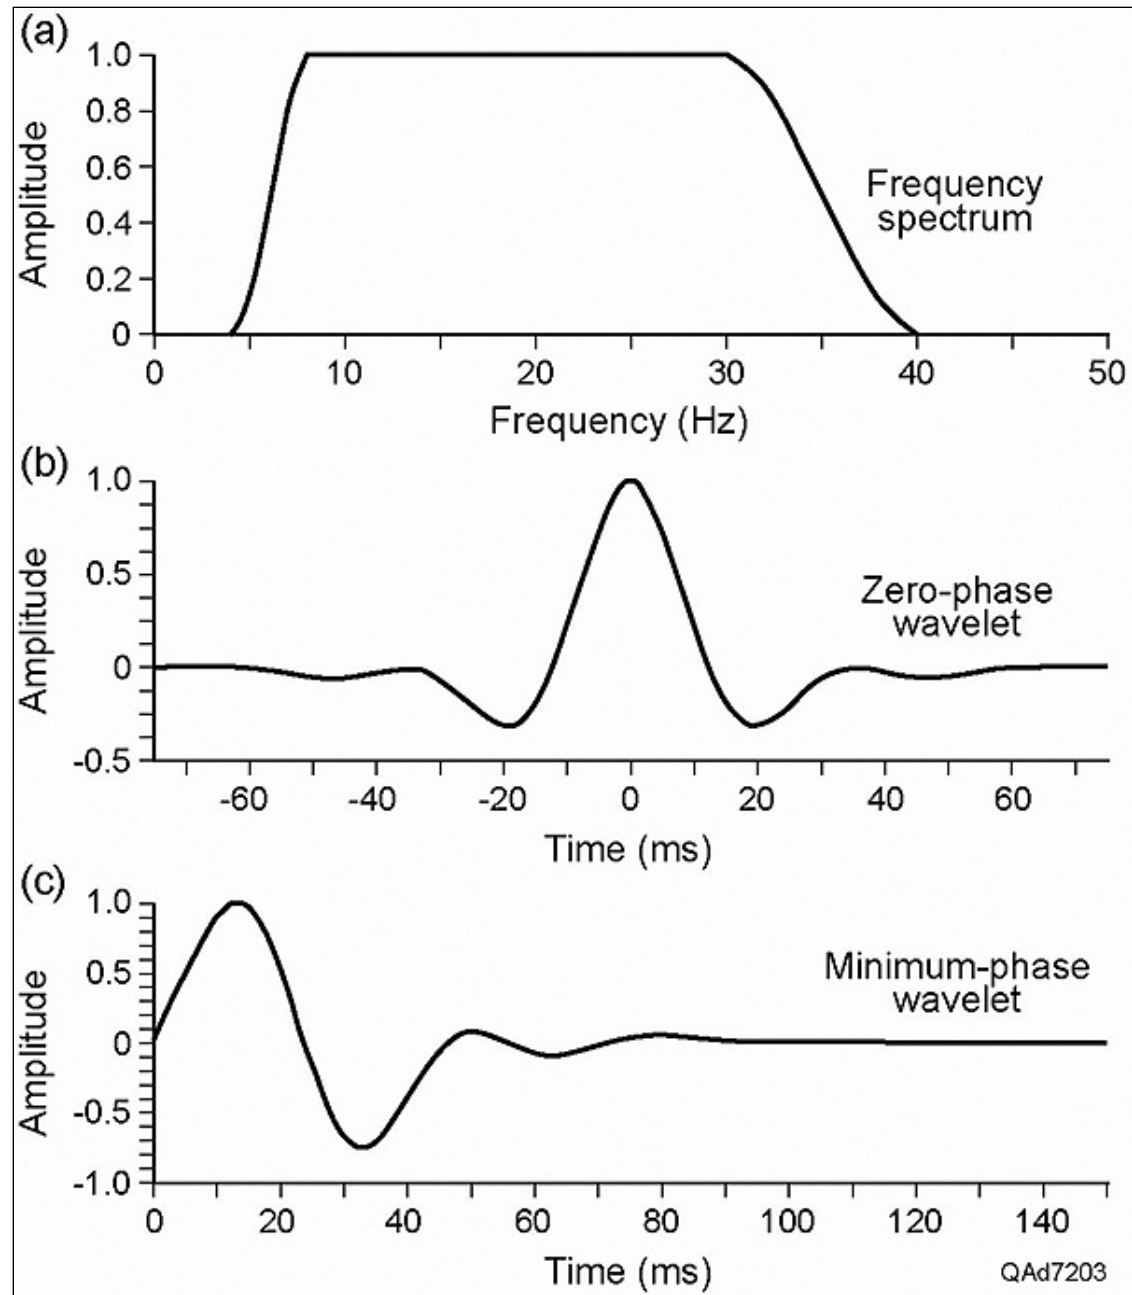 (a)
1.0
0.8
0.6
0.4
0.2
0
Amplitude
Frequency
spectrum
0 10 20 30 40 50
Frequency (Hz)
(b)
1.0
0.5
0
-0.5
Amplitude
Zero-phase
wavelet
-60 -40 -20 0 20 40 60
Time (ms)
(c)
1.0
0.5
0
-0.5
-1.0
Amplitude
Minimum-phase
wavelet
0 20 40 60 80 100 120 140
Time (ms)
QAd7203